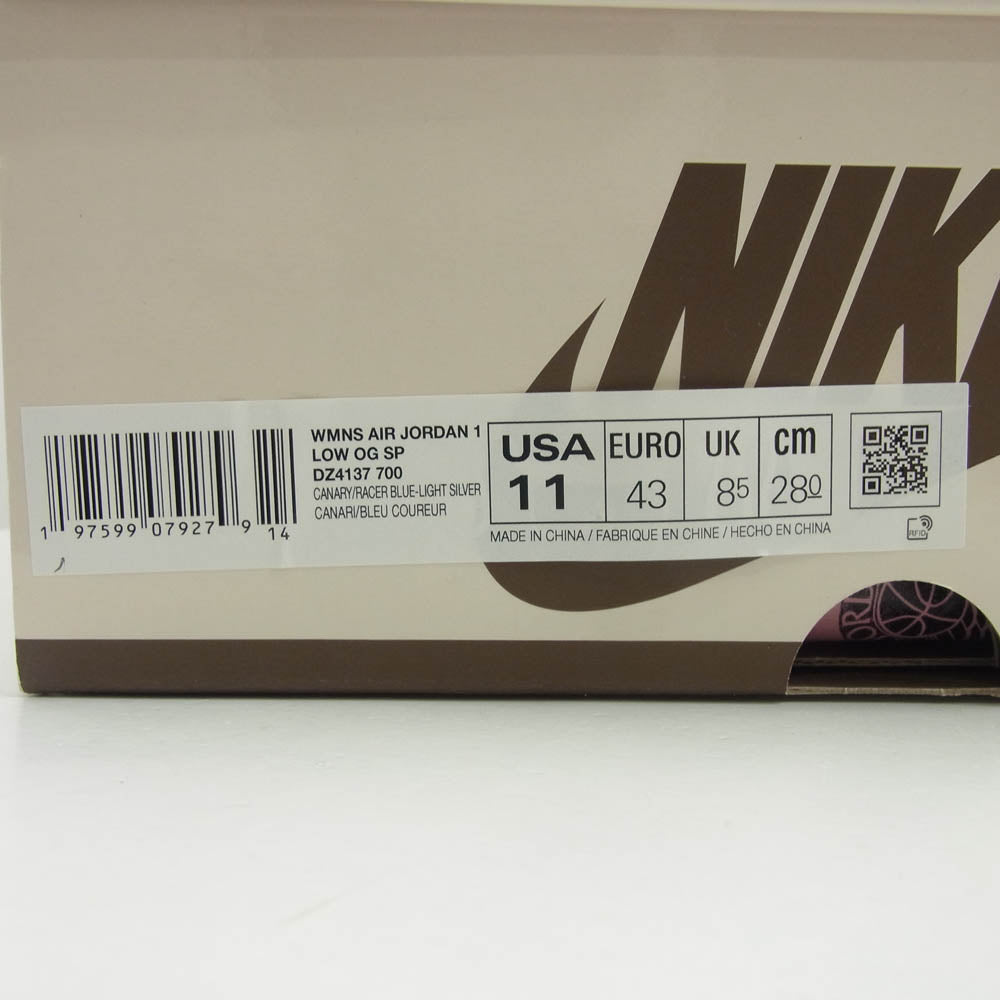 NIK
WMNS AIR JORDAN 1
LOW OG SP
DZ4137 700
CANARY/RACER BLUE-LIGHT SILVER
CANARI/BLEU COUREUR
1 97599 07927 9 14
USA EURO UK cm
11 43 85 280
MADE IN CHINA / FABRIQUE EN CHINE / HECHO EN CHINA
RFID